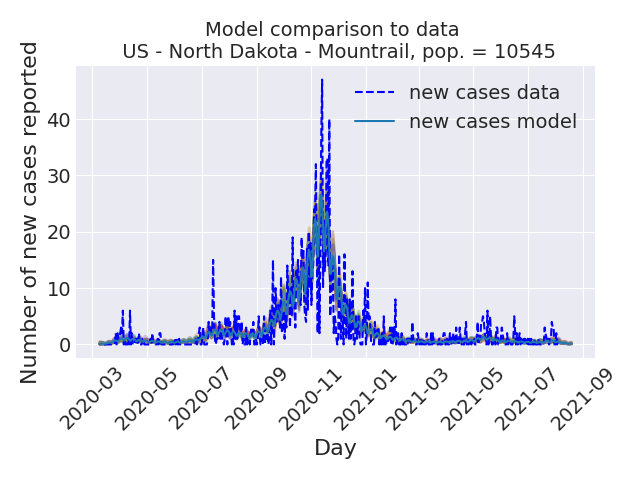 Model comparison to data
US - North Dakota - Mountrail, pop. = 10545
Number of new cases reported
40
30
20
10
0
new cases data
new cases model
2020-03
2020-05
2020-07
2020-09
2020-11
2021-01
2021-03
2021-05
2021-07
2021-09
Day